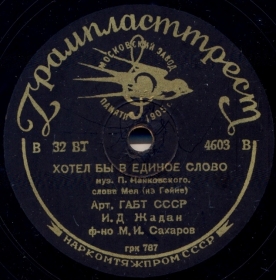 Грампласттрест
МОСКОВСКИЙ ЗАВОД
ПАМЯТИ 1905 г.
В 32 ВТ 4603 В
ХОТЕЛ БЫ В ЕДИНОЕ СЛОВО
муз. П. Чайковского.
слова Мея (из Гейне)
Арт. ГАБТ СССР
И. Д. Жадан
ф-но М. И. Сахаров
грк 787
НАРКОМТЯЖПРОМ СССР